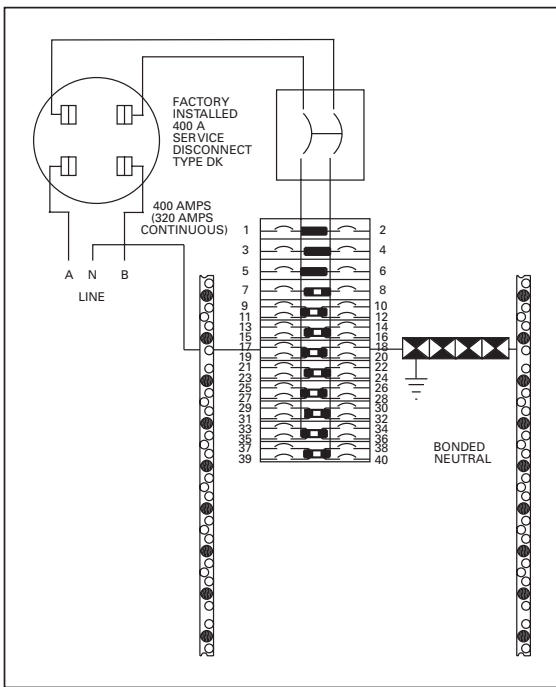 FACTORY
INSTALLED
400 A
SERVICE
DISCONNECT
TYPE DK
400 AMPS
(320 AMPS
CONTINUOUS)
A N B
LINE
1 2
3 4
5 6
7 8
9 10
11 12
13 14
15 16
17 18
19 20
21 22
23 24
25 26
27 28
29 30
31 32
33 34
35 36
37 38
39 40
BONDED
NEUTRAL